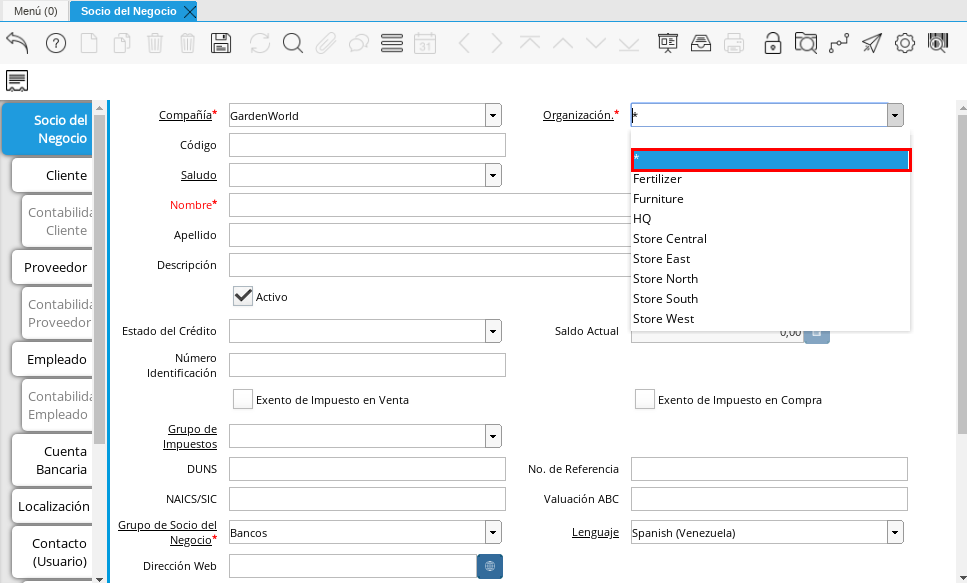 Menú (0)
Socio del Negocio
31
Socio del
Negocio
Cliente
Contabilida
Cliente
Proveedor
Contabilida
Proveedor
Empleado
Contabilida
Empleado
Cuenta
Bancaria
Localización
Contacto
(Usuario)
Compañía* GardenWorld Organización.* *
Código
Saludo
Nombre*
Apellido
Descripción
Activo
*
Fertilizer
Furniture
HQ
Store Central
Store East
Store North
Store South
Store West
Estado del Crédito Saldo Actual 0,00
Número
Identificación
Exento de Impuesto en Venta Exento de Impuesto en Compra
Grupo de
Impuestos
DUNS No. de Referencia
NAICS/SIC Valuación ABC
Grupo de Socio del
Negocio* Bancos Lenguaje Spanish (Venezuela)
Dirección Web